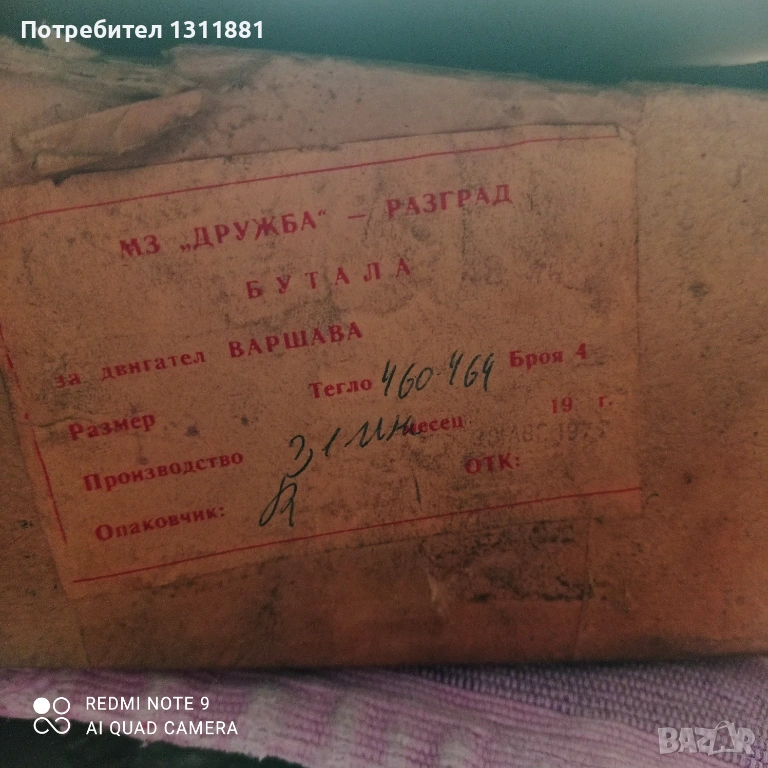 Потребител 1311881
МЗ „ДРУЖБА“ – РАЗГРАД
БУТАЛА
за двигател ВАРШАВА
Тегло 460-464 Броя 4
Размер
Производство месец 19 г.
Опаковчик: ОТК:
REDMI NOTE 9
AI QUAD CAMERA
BAZAR